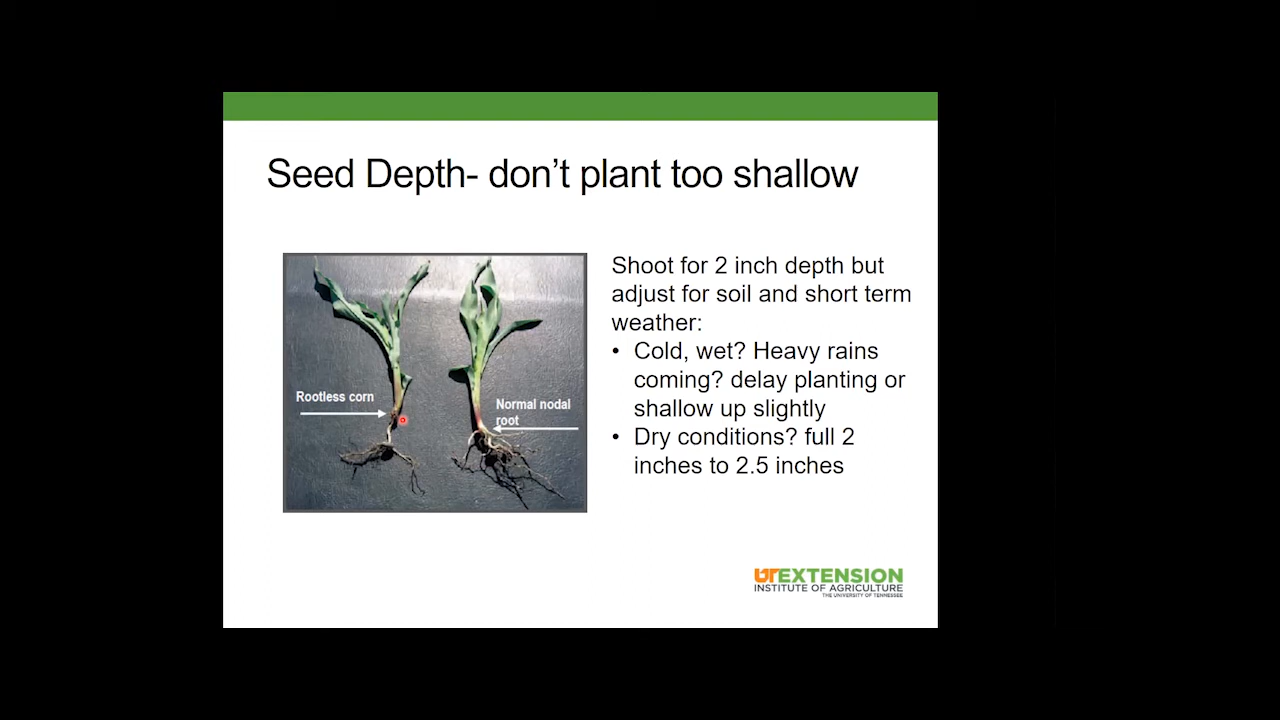 Seed Depth- don’t plant too shallow
Rootless corn
Normal nodal
root
Shoot for 2 inch depth but
adjust for soil and short term
weather:
• Cold, wet? Heavy rains
coming? delay planting or
shallow up slightly
• Dry conditions? full 2
inches to 2.5 inches
UT EXTENSION
INSTITUTE OF AGRICULTURE
THE UNIVERSITY OF TENNESSEE